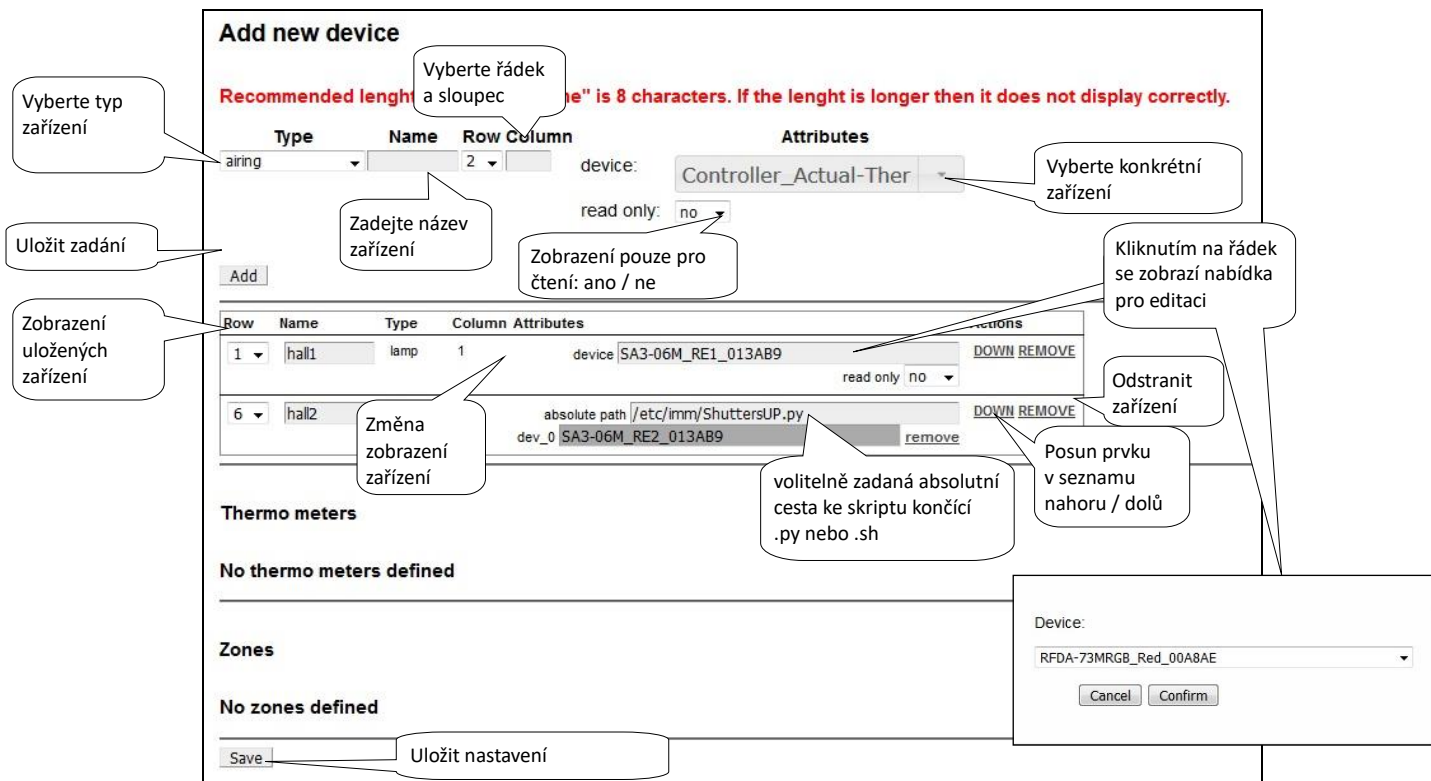 Add new device
Vyberte řádek
a sloupec
Vyberte typ
zařízení
Recommended lenght e" is 8 characters. If the lenght is longer then it does not display correctly.
Type Name Row Column Attributes
airing 2 device: Controller_Actual-Ther
Vyberte konkrétní
zařízení
read only: no
Zadejte název
zařízení
Uložit zadání
Zobrazení pouze pro
čtení: ano / ne
Kliknutím na řádek
se zobrazí nabídka
pro editaci
Add
Zobrazení
uložených
zařízení
Row Name Type Column Attributes ctions
1 hall1 lamp 1 device SA3-06M_RE1_013AB9 DOWN REMOVE
read only no
Odstranit
zařízení
6 hall2 absolute path /etc/imm/ShuttersUP.py DOWN REMOVE
dev_0 SA3-06M_RE2_013AB9 remove
Změna
zobrazení
zařízení
Posun prvku
v seznamu
nahoru / dolů
volitelně zadaná absolutní
cesta ke skriptu končící
.py nebo .sh
Thermo meters
No thermo meters defined
Device:
RFDA-73MRGB_Red_00A8AE
Cancel Confirm
Zones
No zones defined
Save
Uložit nastavení